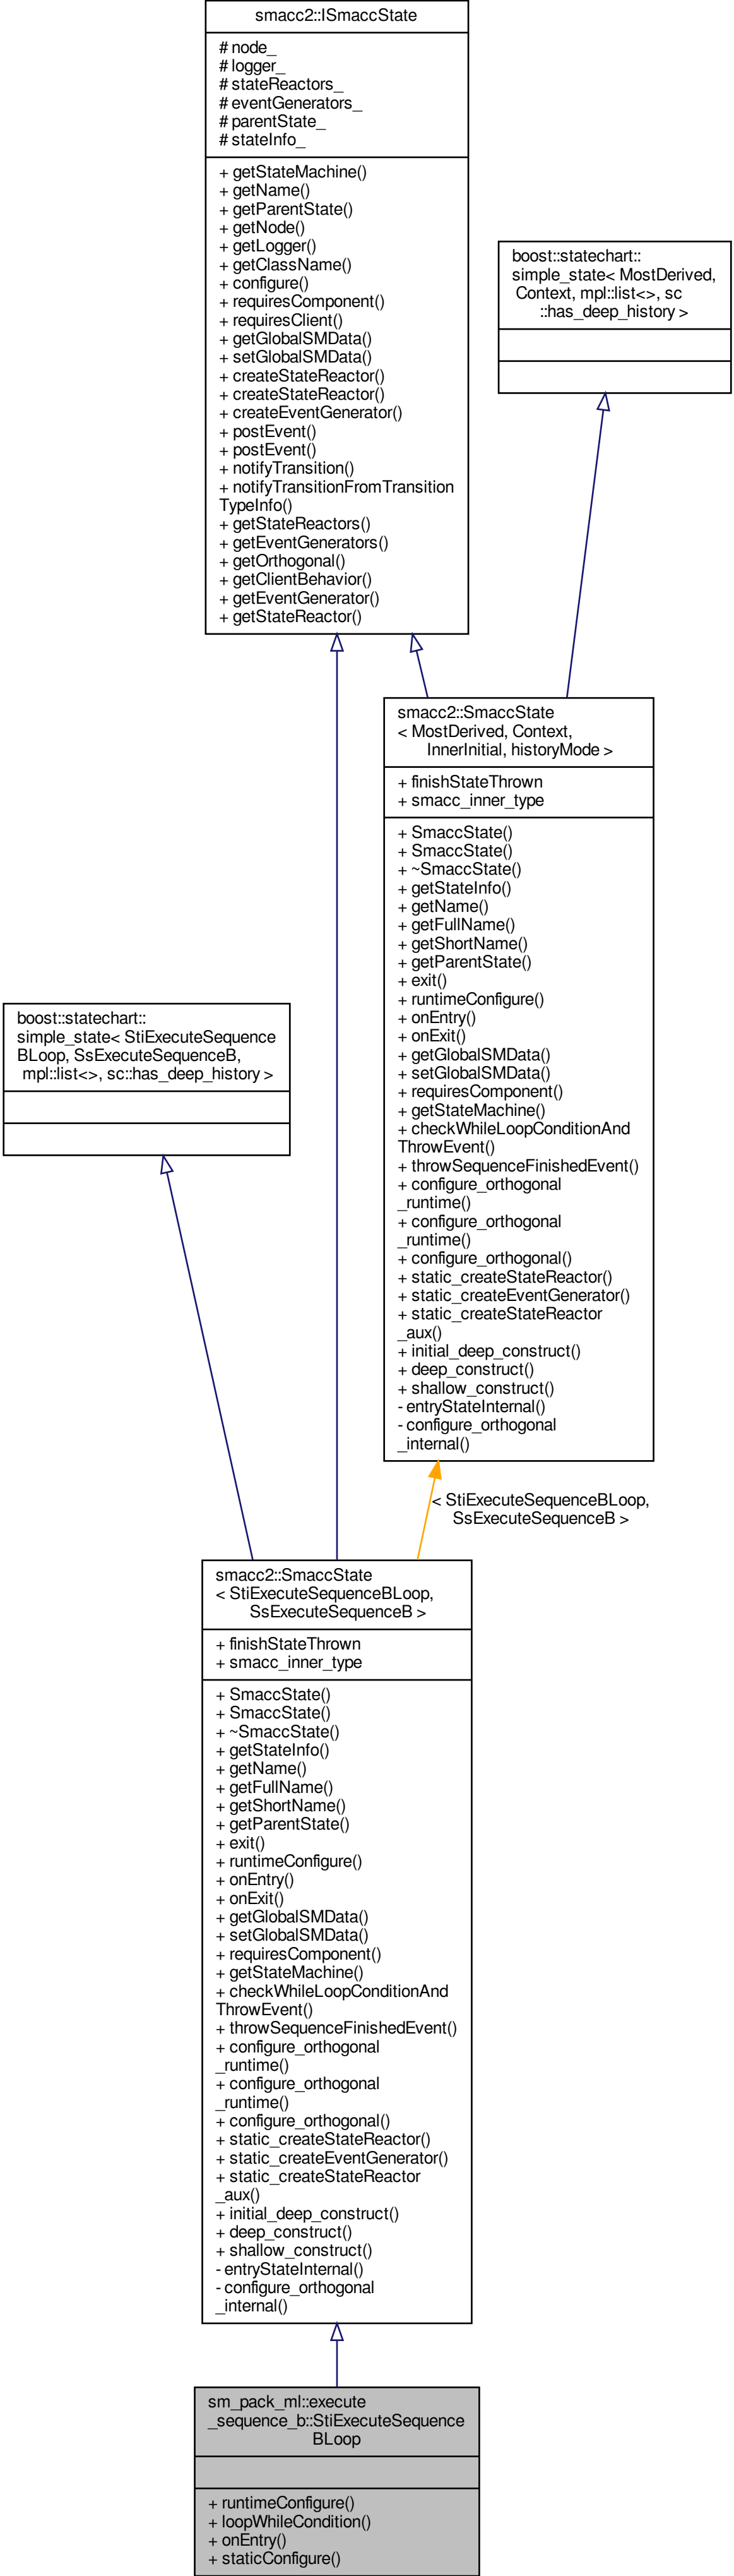 smacc2::ISmaccState
# node_
# logger_
# stateReactors_
# eventGenerators_
# parentState_
# stateInfo_
+ getStateMachine()
+ getName()
+ getParentState()
+ getNode()
+ getLogger()
+ getClassName()
+ configure()
+ requiresComponent()
+ requiresClient()
+ getGlobalSMData()
+ setGlobalSMData()
+ createStateReactor()
+ createStateReactor()
+ createEventGenerator()
+ postEvent()
+ postEvent()
+ notifyTransition()
+ notifyTransitionFromTransition
TypeInfo()
+ getStateReactors()
+ getEventGenerators()
+ getOrthogonal()
+ getClientBehavior()
+ getEventGenerator()
+ getStateReactor()
boost::statechart::
simple_state< MostDerived,
Context, mpl::list<>, sc
::has_deep_history >
smacc2::SmaccState
< MostDerived, Context,
InnerInitial, historyMode >
+ finishStateThrown
+ smacc_inner_type
+ SmaccState()
+ SmaccState()
+ ~SmaccState()
+ getStateInfo()
+ getName()
+ getFullName()
+ getShortName()
+ getParentState()
+ exit()
+ runtimeConfigure()
+ onEntry()
+ onExit()
+ getGlobalSMData()
+ setGlobalSMData()
+ requiresComponent()
+ getStateMachine()
+ checkWhileLoopConditionAnd
ThrowEvent()
+ throwSequenceFinishedEvent()
+ configure_orthogonal
_runtime()
+ configure_orthogonal
_runtime()
+ configure_orthogonal()
+ static_createStateReactor()
+ static_createEventGenerator()
+ static_createStateReactor
_aux()
+ initial_deep_construct()
+ deep_construct()
+ shallow_construct()
- entryStateInternal()
- configure_orthogonal
_internal()
boost::statechart::
simple_state< StiExecuteSequence
BLoop, SsExecuteSequenceB,
mpl::list<>, sc::has_deep_history >
< StiExecuteSequenceBLoop,
SsExecuteSequenceB >
smacc2::SmaccState
< StiExecuteSequenceBLoop,
SsExecuteSequenceB >
+ finishStateThrown
+ smacc_inner_type
+ SmaccState()
+ SmaccState()
+ ~SmaccState()
+ getStateInfo()
+ getName()
+ getFullName()
+ getShortName()
+ getParentState()
+ exit()
+ runtimeConfigure()
+ onEntry()
+ onExit()
+ getGlobalSMData()
+ setGlobalSMData()
+ requiresComponent()
+ getStateMachine()
+ checkWhileLoopConditionAnd
ThrowEvent()
+ throwSequenceFinishedEvent()
+ configure_orthogonal
_runtime()
+ configure_orthogonal
_runtime()
+ configure_orthogonal()
+ static_createStateReactor()
+ static_createEventGenerator()
+ static_createStateReactor
_aux()
+ initial_deep_construct()
+ deep_construct()
+ shallow_construct()
- entryStateInternal()
- configure_orthogonal
_internal()
sm_pack_ml::execute
_sequence_b::StiExecuteSequence
BLoop
+ runtimeConfigure()
+ loopWhileCondition()
+ onEntry()
+ staticConfigure()